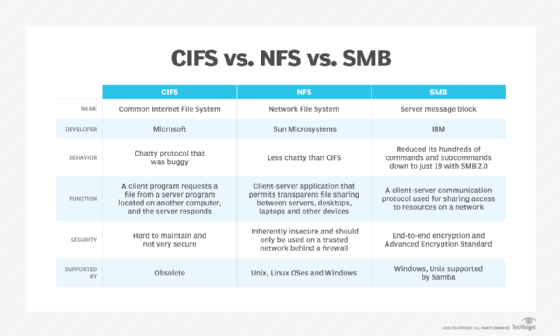 CIFS vs. NFS vs. SMB
CIFS NFS SMB
NAME Common Internet File System Network File System Server message block
DEVELOPER Microsoft Sun Microsystems IBM
BEHAVIOR
Chatty protocol that
was buggy
Less chatty than CIFS
Reduced its hundreds of
commands and subcommands
down to just 19 with SMB 2.0
FUNCTION
A client program requests a
file from a server program
located on another computer,
and the server responds
Client-server application that
permits transparent file sharing
between servers, desktops,
laptops and other devices
A client-server communication
protocol used for sharing access
to resources on a network
SECURITY
Hard to maintain and
not very secure
Inherently insecure and should
only be used on a trusted
network behind a firewall
End-to-end encryption and
Advanced Encryption Standard
SUPPORTED
BY
Obsolete
Unix, Linux OSes and Windows
Windows, Unix supported
by Samba
TECHTARGET. ALL RIGHTS RESERVED TechTarget